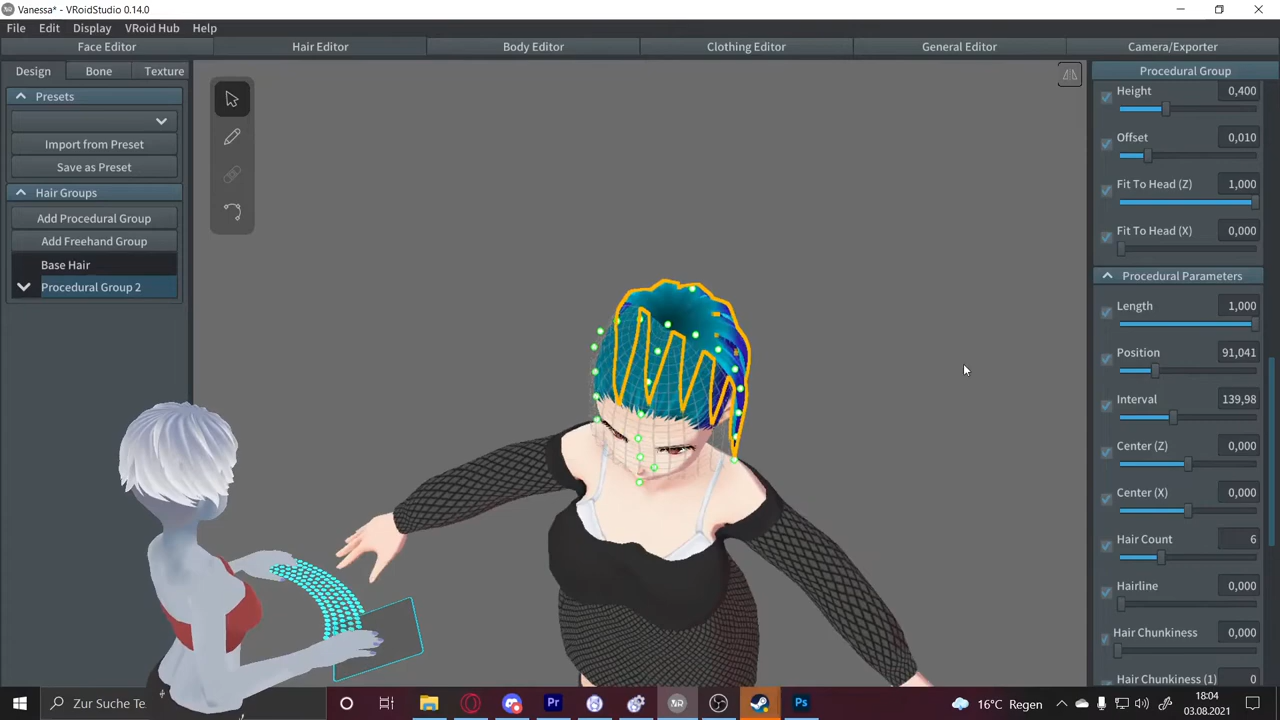 Vanessa* - VRoidStudio 0.14.0
File Edit Display VRoid Hub Help
Face Editor Hair Editor Body Editor Clothing Editor General Editor Camera/Exporter
Design Bone Texture
Presets
Import from Preset
Save as Preset
Hair Groups
Add Procedural Group
Add Freehand Group
Base Hair
Procedural Group 2
Procedural Group
Height 0,400
Offset 0,010
Fit To Head (Z) 1,000
Fit To Head (X) 0,000
Procedural Parameters
Length 1,000
Position 91,041
Interval 139,98
Center (Z) 0,000
Center (X) 0,000
Hair Count 6
Hairline 0,000
Hair Chunkiness 0,000
Hair Chunkiness (1) 0
Zum Suche Te
Pr
Ps
16°C Regen
18:04
03.08.2021